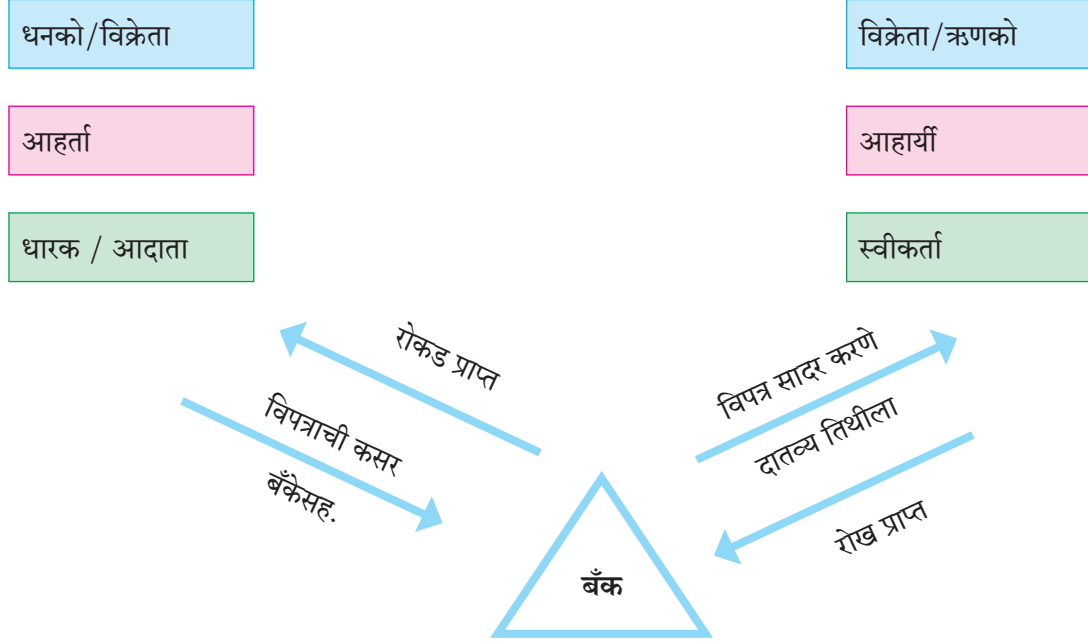 धनको/विक्रेता
विक्रेता/ऋणको
आहर्ता
आहार्यी
धारक / आदाता
स्वीकर्ता
रोकड प्राप्त
विपत्राची कसर
बँकेसह.
विपत्र सादर करणे
दातव्य तिथीला
रोख प्राप्त
बँक